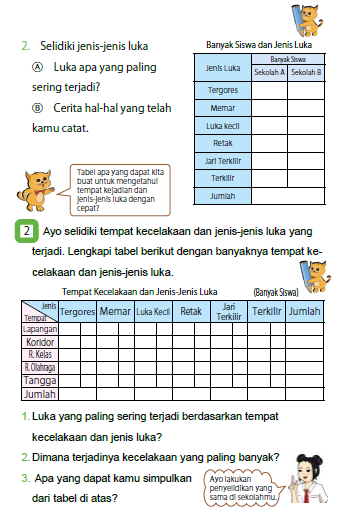 2. Selidiki jenis-jenis luka
Ⓐ Luka apa yang paling
sering terjadi?
Ⓑ Cerita hal-hal yang telah
kamu catat.
Banyak Siswa dan Jenis Luka
Jenis Luka
Banyak Siswa
Sekolah A Sekolah B
Tergores
Memar
Luka kecil
Retak
Jari Terkilir
Terkilir
Jumlah
Tabel apa yang dapat kita
buat untuk mengetahui
tempat kejadian dan
jenis-jenis luka dengan
cepat?
2 Ayo selidiki tempat kecelakaan dan jenis-jenis luka yang
terjadi. Lengkapi tabel berikut dengan banyaknya tempat ke-
celakaan dan jenis-jenis luka.
Tempat Kecelakaan dan Jenis-Jenis Luka (Banyak Siswa)
Jenis
Tempat
Tergores Memar Luka Kecil Retak Jari Terkilir Terkilir Jumlah
Lapangan
Koridor
R. Kelas
R. Olahraga
Tangga
Jumlah
1. Luka yang paling sering terjadi berdasarkan tempat
kecelakaan dan jenis luka?
2. Dimana terjadinya kecelakaan yang paling banyak?
3. Apa yang dapat kamu simpulkan
dari tabel di atas?
Ayo lakukan
penyelidikan yang
sama di sekolahmu.